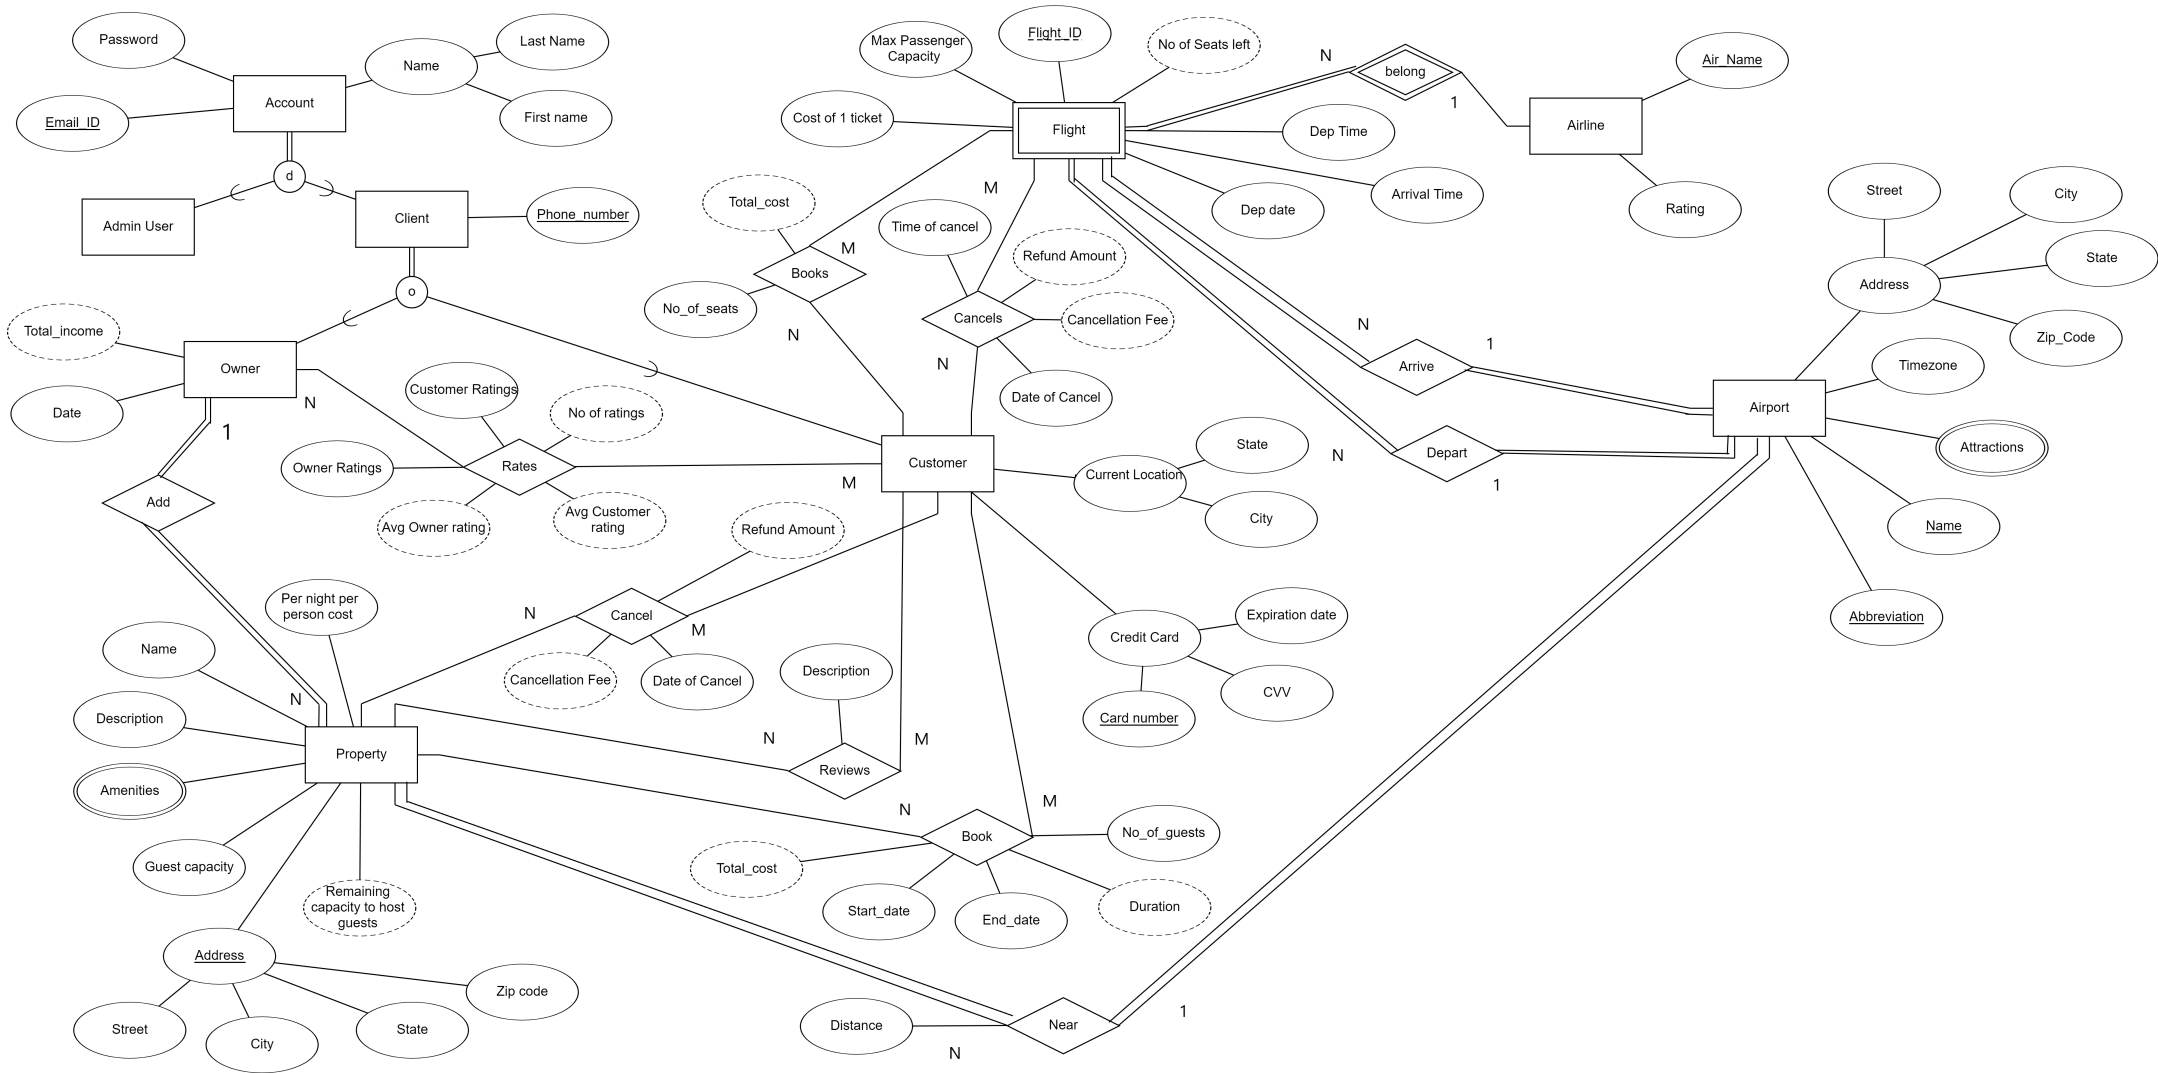 Password
Last Name
Name
Account
Email_ID
First name
d
Admin User
Client
Phone_number
o
Total_income
Owner
Date
N
1
Add
Customer Ratings
No of ratings
Owner Ratings
Rates
Avg Owner rating
Avg Customer
rating
M
Max Passenger
Capacity
Flight_ID
No of Seats left
Cost of 1 ticket
Flight
N
belong
1
Air_Name
Airline
Rating
Dep Time
Arrival Time
Dep date
Total_cost
M
Books
No_of_seats
N
M
Time of cancel
Refund Amount
Cancels
Cancellation Fee
N
Date of Cancel
Customer
Current Location
State
City
N
Arrive
1
N
Depart
1
Street
City
State
Address
Zip_Code
Timezone
Airport
Attractions
Name
Abbreviation
Refund Amount
N
Cancel
M
Cancellation Fee
Date of Cancel
Expiration date
Credit Card
CVV
Card number
Per night per
person cost
Name
N
Description
Property
Amenities
Guest capacity
Remaining
capacity to host
guests
Address
Zip code
Street
City
State
Description
N
M
Reviews
N
M
Book
No_of_guests
Total_cost
Start_date
End_date
Duration
Distance
Near
N
1